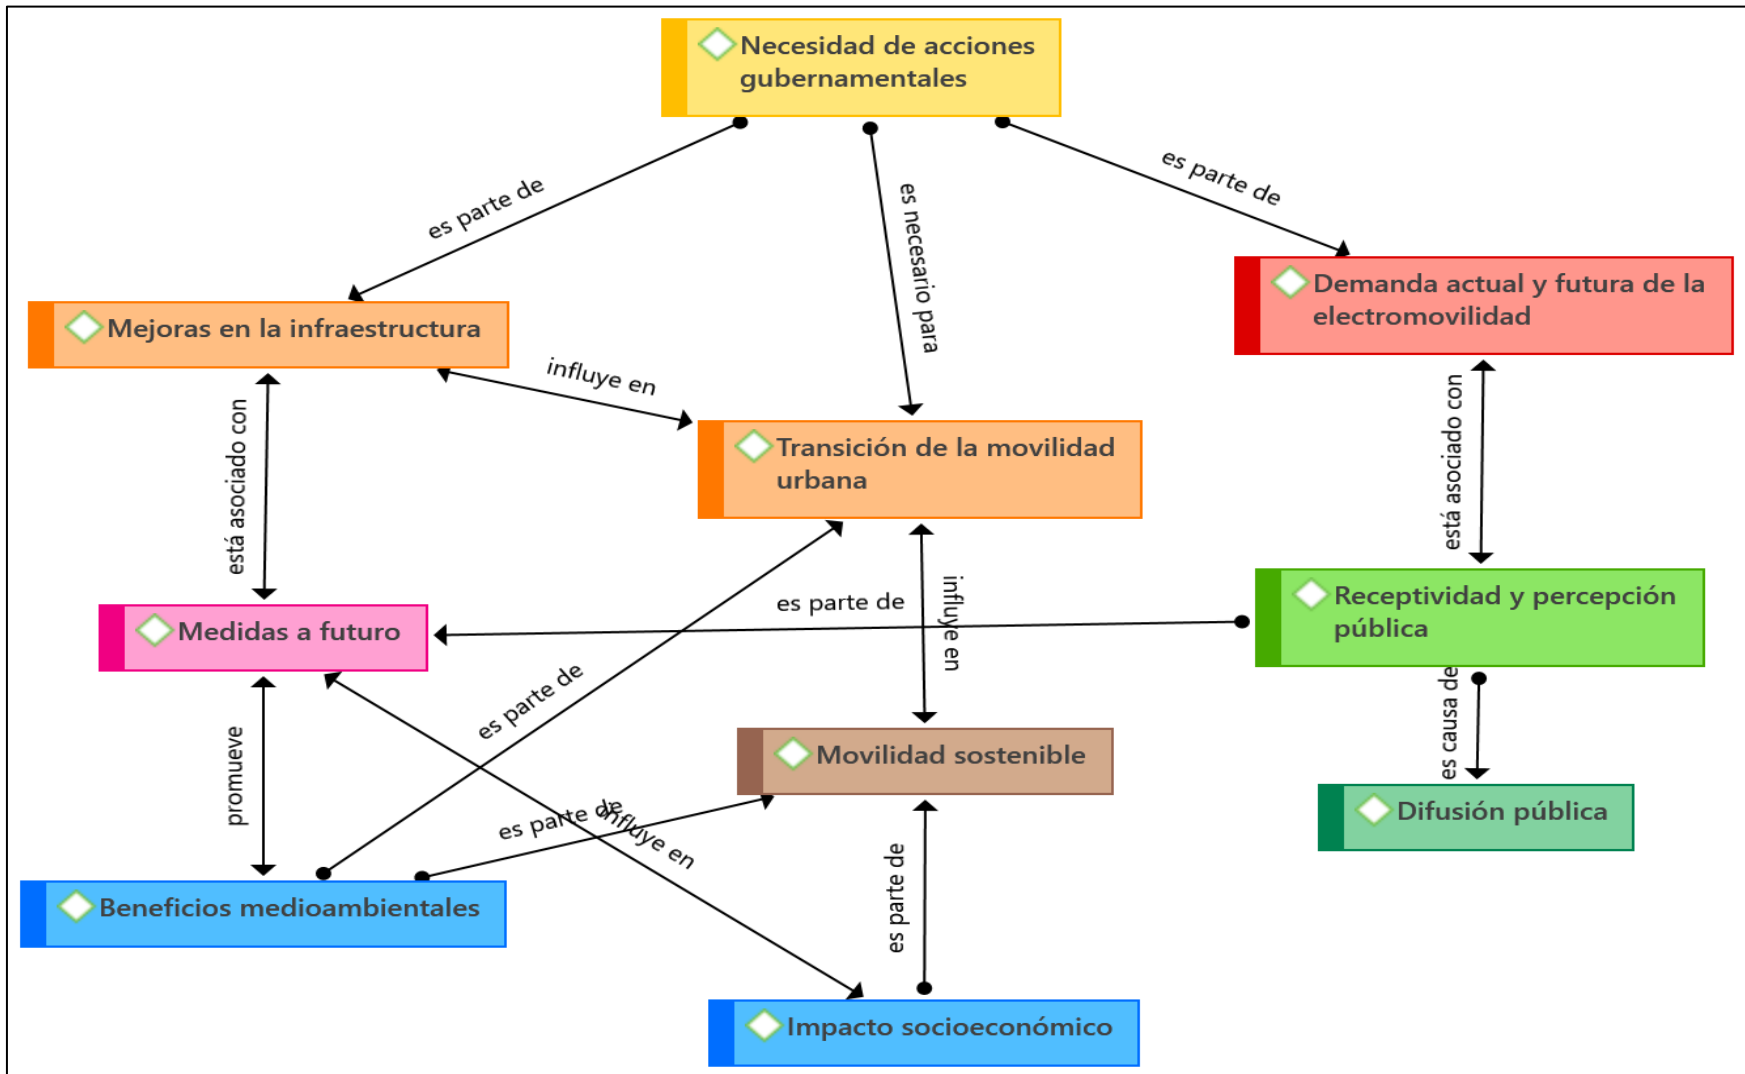 Necesidad de acciones
gubernamentales
es parte de
es necesario para
es parte de
Demanda actual y futura de la
electromovilidad
Mejoras en la infraestructura
influye en
está asociado con
está asociado con
Transición de la movilidad
urbana
Receptividad y percepción
pública
es parte de
influye en
Medidas a futuro
es parte de
es causa de
promueve
Movilidad sostenible
es parte de
influye en
Difusión pública
es parte de
Beneficios medioambientales
Impacto socioeconómico